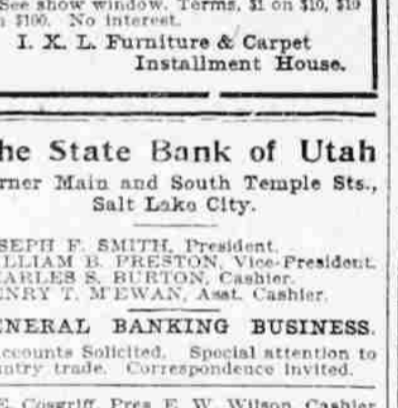 See show window. Terms, $1 on $10, $10
n $100. No interest.
I. X. L. Furniture & Carpet
Installment House.
he State Bank of Utah
rner Main and South Temple Sts.,
Salt Lake City.
SEPH F. SMITH, President.
LLIAM B. PRESTON, Vice-President.
ARLES S. BURTON, Cashier.
NRY T. M'EWAN, Asst. Cashier.
ENERAL BANKING BUSINESS.
ccounts Solicited. Special attention to
untry trade. Correspondence invited.
E. Cosgriff, Pres E. W. Wilson, Cashier